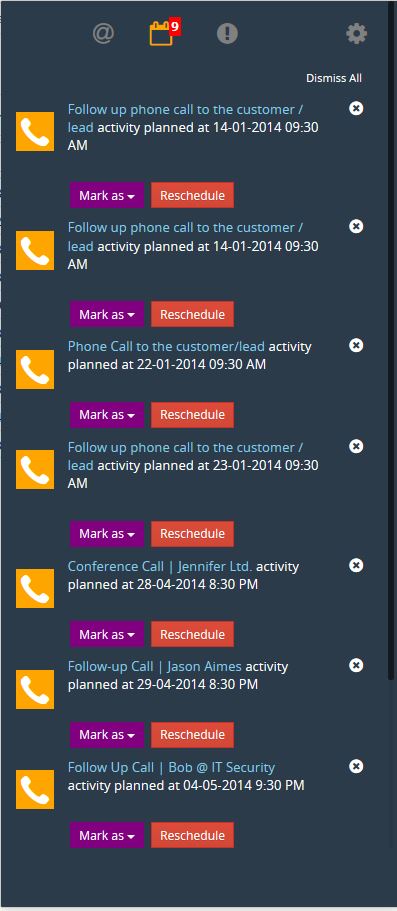 @
9
Dismiss All
Follow up phone call to the customer /
lead activity planned at 14-01-2014 09:30
AM
Mark as
Reschedule
Follow up phone call to the customer /
lead activity planned at 14-01-2014 09:30
AM
Mark as
Reschedule
Phone Call to the customer/lead activity
planned at 22-01-2014 09:30 AM
Mark as
Reschedule
Follow up phone call to the customer /
lead activity planned at 23-01-2014 09:30
AM
Mark as
Reschedule
Conference Call | Jennifer Ltd. activity
planned at 28-04-2014 8:30 PM
Mark as
Reschedule
Follow-up Call | Jason Aimes activity
planned at 29-04-2014 8:30 PM
Mark as
Reschedule
Follow Up Call | Bob @ IT Security
activity planned at 04-05-2014 9:30 PM
Mark as
Reschedule